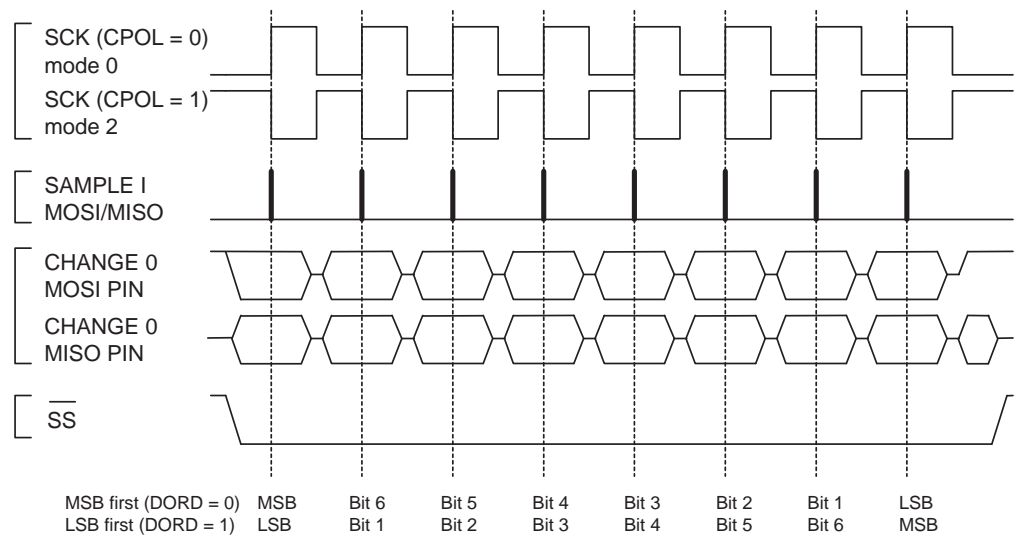 SCK (CPOL = 0)
mode 0
SCK (CPOL = 1)
mode 2
SAMPLE I
MOSI/MISO
CHANGE 0
MOSI PIN
CHANGE 0
MISO PIN
SS
MSB first (DORD = 0) MSB Bit 6 Bit 5 Bit 4 Bit 3 Bit 2 Bit 1 LSB
LSB first (DORD = 1) LSB Bit 1 Bit 2 Bit 3 Bit 4 Bit 5 Bit 6 MSB